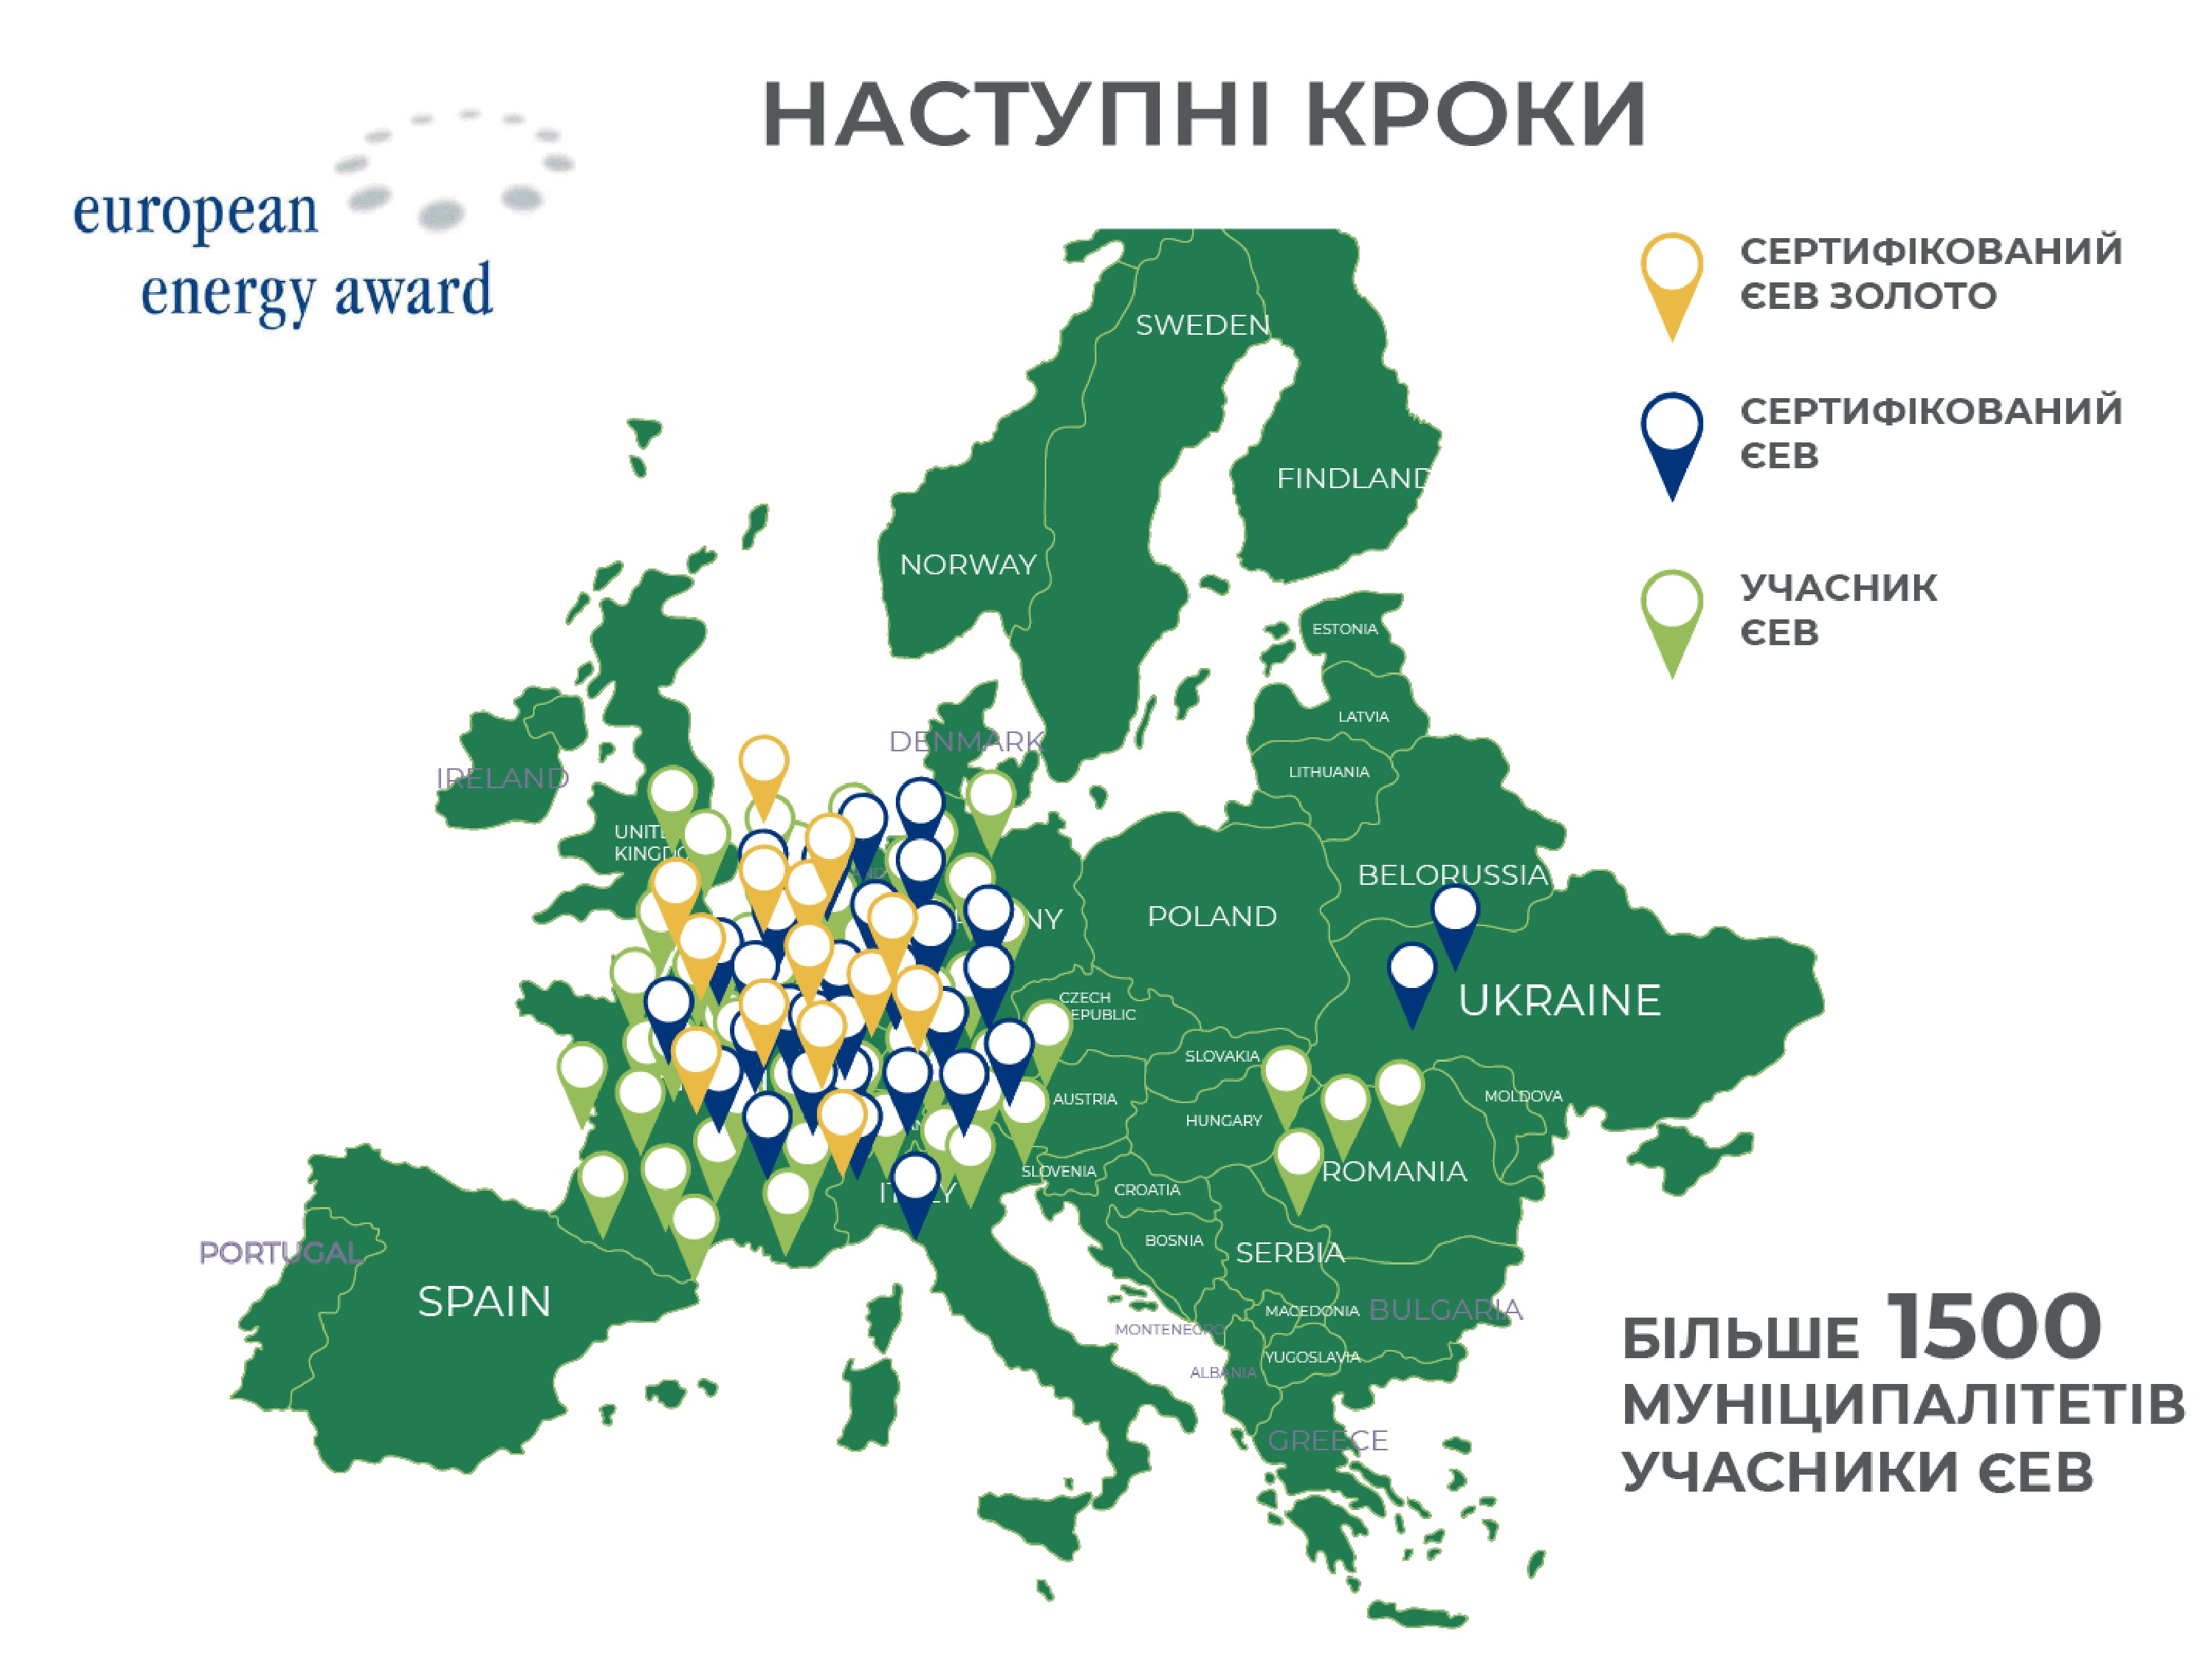 НАСТУПНІ КРОКИ
european
energy award
СЕРТИФІКОВАНИЙ
ЄЕВ ЗОЛОТО
СЕРТИФІКОВАНИЙ
ЄЕВ
УЧАСНИК
ЄЕВ
SWEDEN
FINDLAND
NORWAY
ESTONIA
LATVIA
DENMARK
LITHUANIA
IRELAND
BELORUSSIA
POLAND
UKRAINE
CZECH
SLOVAKIA
MOLDOVA
AUSTRIA
HUNGARY
SLOVENIA
ROMANIA
CROATIA
BOSNIA
SERBIA
PORTUGAL
SPAIN
MACEDONIA
BULGARIA
MONTENEGRO
YUGOSLAVIA
ALBANIA
GREECE
БІЛЬШЕ 1500
МУНІЦИПАЛІТЕТІВ
УЧАСНИКИ ЄЕВ